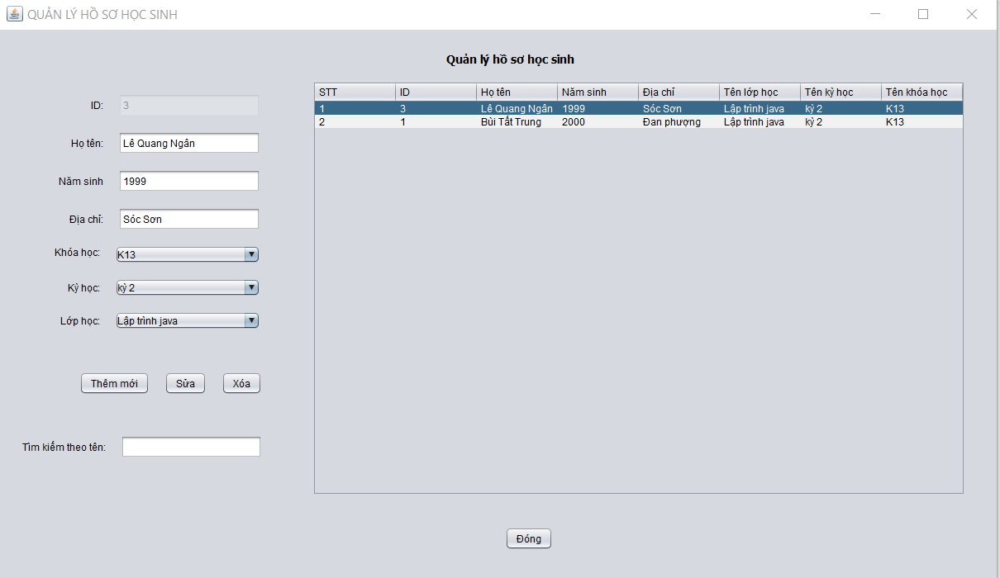 QUẢN LÝ HỒ SƠ HỌC SINH
Quản lý hồ sơ học sinh
ID: 3
Họ tên: Lê Quang Ngân
Năm sinh 1999
Địa chỉ: Sóc Sơn
Khóa học: K13
Kỳ học: kỳ 2
Lớp học: Lập trình java
Thêm mới Sửa Xóa
Tìm kiếm theo tên:
STT ID Họ tên Năm sinh Địa chỉ Tên lớp học Tên kỳ học Tên khóa học
1 3 Lê Quang Ngân 1999 Sóc Sơn Lập trình java kỳ 2 K13
2 1 Bùi Tất Trung 2000 Đan phượng Lập trình java kỳ 2 K13
Đóng